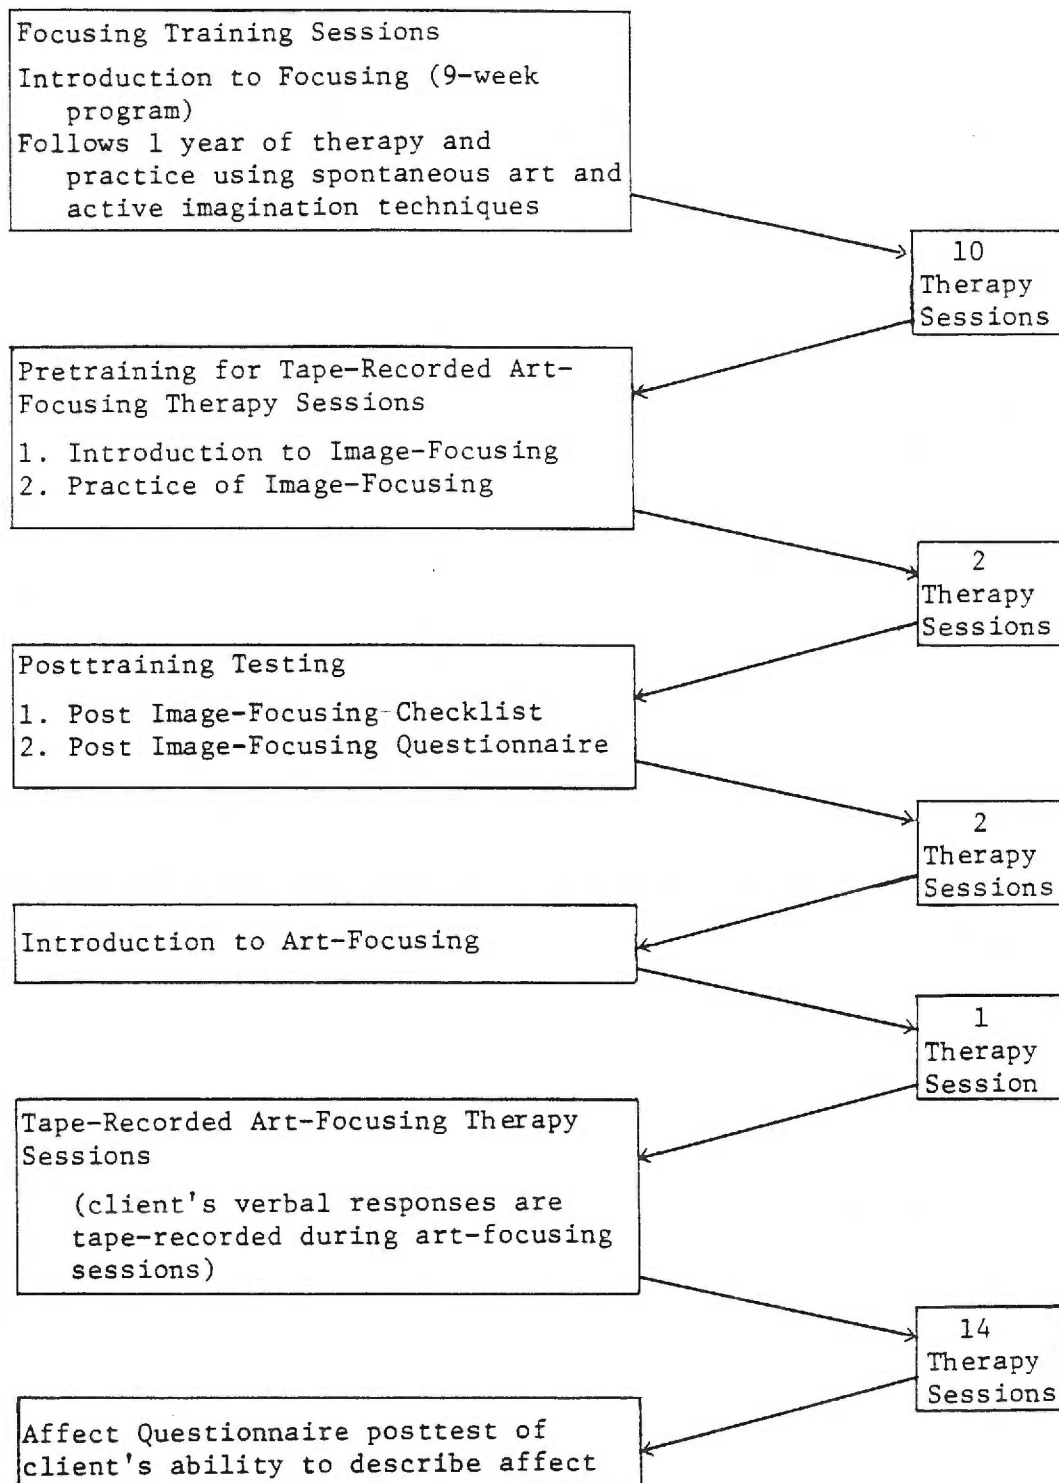 Focusing Training Sessions
Introduction to Focusing (9-week
program)
Follows 1 year of therapy and
practice using spontaneous art and
active imagination techniques
10
Therapy
Sessions
Pretraining for Tape-Recorded Art-
Focusing Therapy Sessions
1. Introduction to Image-Focusing
2. Practice of Image-Focusing
2
Therapy
Sessions
Posttraining Testing
1. Post Image-Focusing-Checklist
2. Post Image-Focusing Questionnaire
2
Therapy
Sessions
Introduction to Art-Focusing
1
Therapy
Session
Tape-Recorded Art-Focusing Therapy
Sessions
(client's verbal responses are
tape-recorded during art-focusing
sessions)
14
Therapy
Sessions
Affect Questionnaire posttest of
client's ability to describe affect